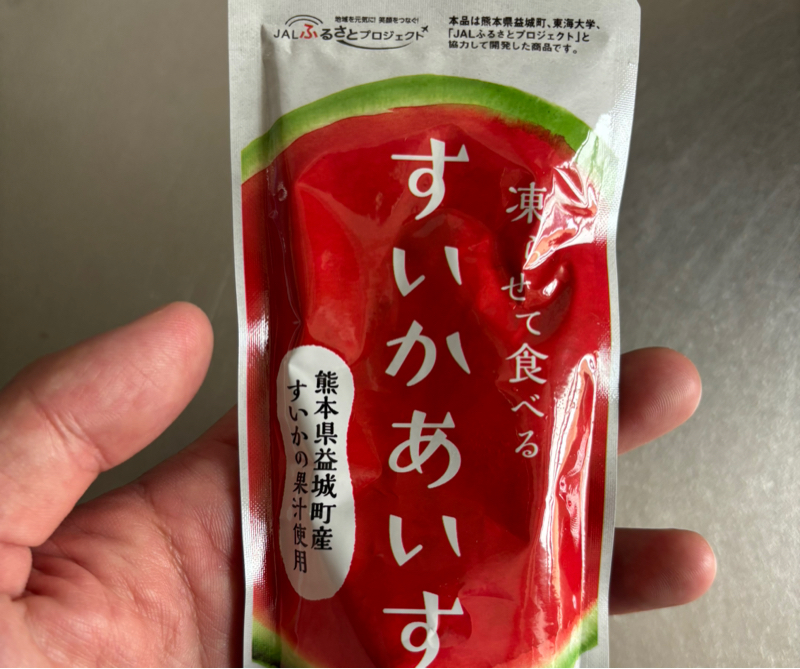 地域を元気に! 笑顔をつなぐ!
JALふるさとプロジェクト
本品は熊本県益城町、東海大学、
「JALふるさとプロジェクト」と
協力して開発した商品です。
凍らせて食べる
すいかあいす
熊本県益城町産
すいかの果汁使用